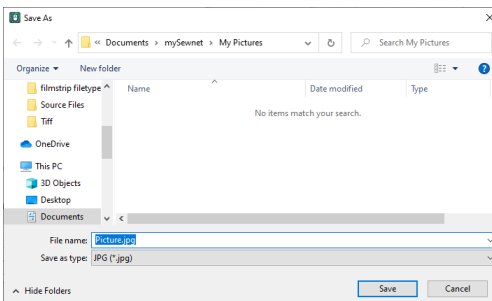 Save As
« Documents › mySewnet › My Pictures
Search My Pictures
Organize
New folder
Name
Date modified
Type
No items match your search.
filmstrip filetype
Source Files
Tiff
OneDrive
This PC
3D Objects
Desktop
Documents
File name: Picture.jpg
Save as type: JPG (*.jpg)
Hide Folders
Save
Cancel